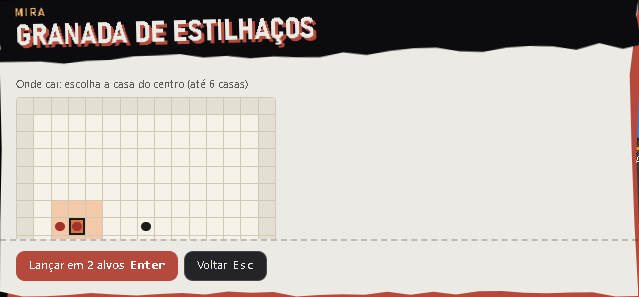 MIRA
GRANADA DE ESTILHAÇOS
Onde cai: escolha a casa do centro (até 6 casas)
Lançar em 2 alvos Enter
Voltar Esc